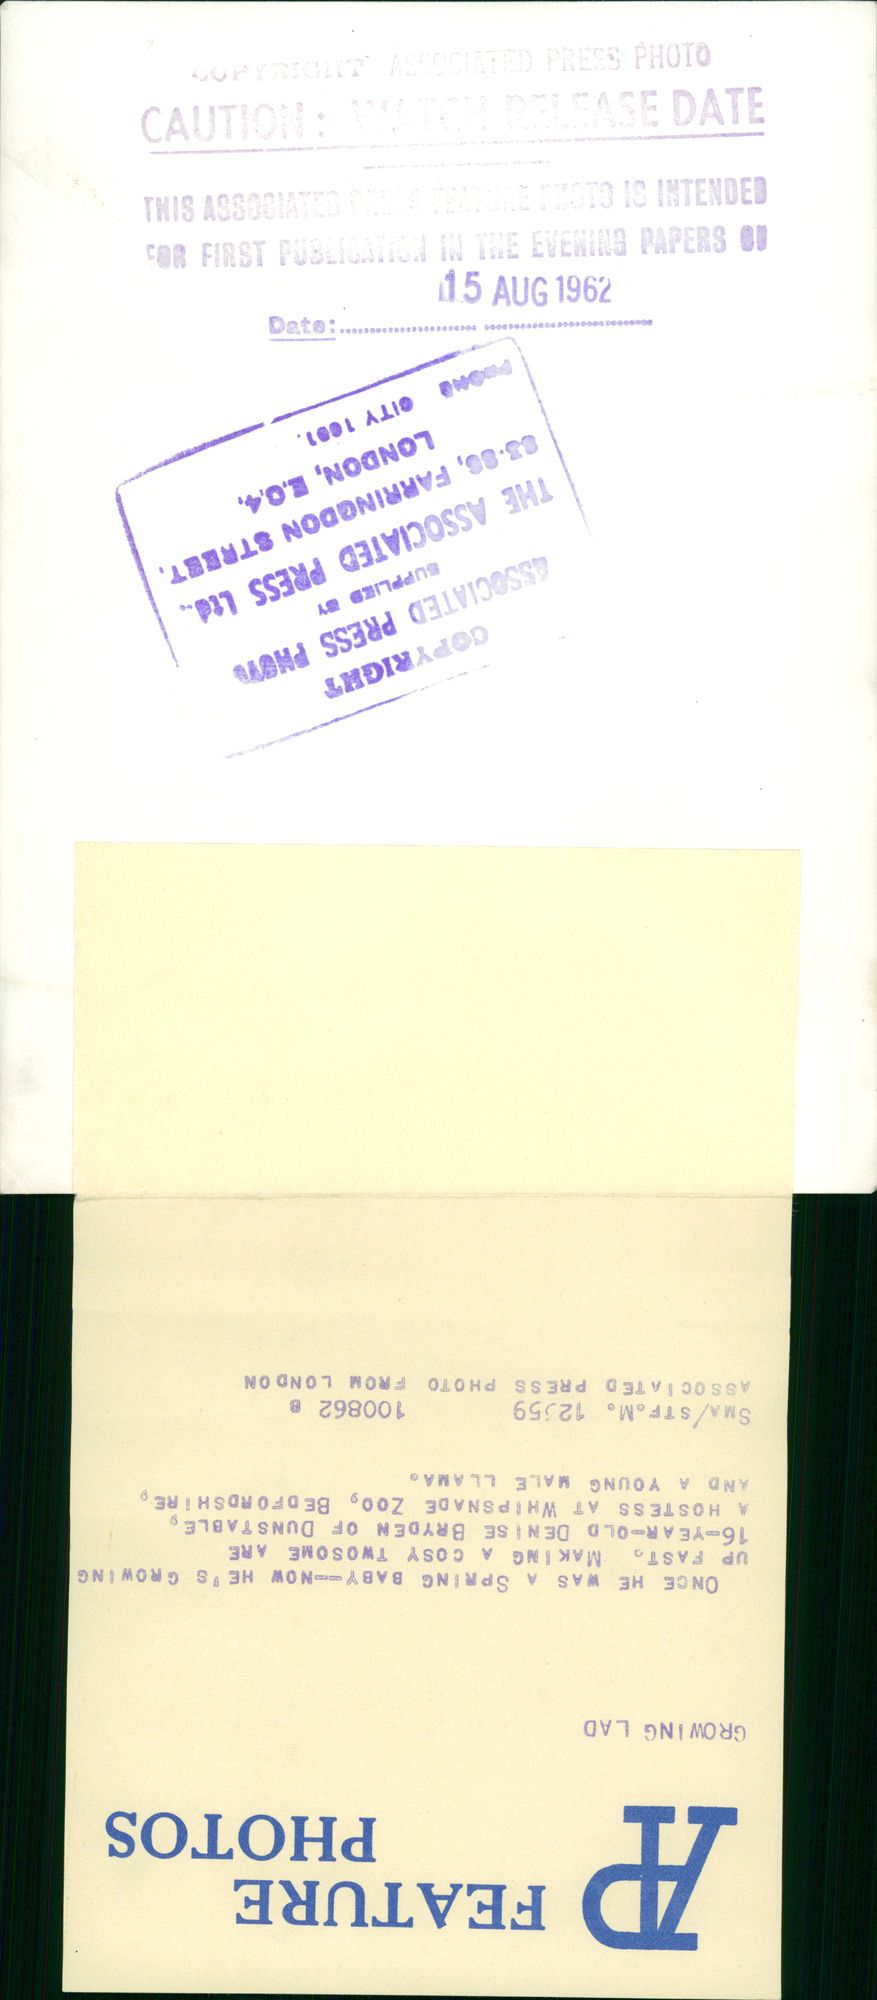 COPYRIGHT ASSOCIATED PRESS PHOTO
CAUTION: WATCH RELEASE DATE
THIS ASSOCIATED PRESS FEATURE PHOTO IS INTENDED
FOR FIRST PUBLICATION IN THE EVENING PAPERS ON
15 AUG 1962
Date:
COPYRIGHT
ASSOCIATED PRESS PHOTO
SUPPLIED BY
THE ASSOCIATED PRESS Ltd.,
83-86, FARRINGDON STREET,
LONDON, E.C.4.
PHONE CITY 1691.
AP FEATURE
PHOTOS
GROWING LAD
ONCE HE WAS A SPRING BABY--NOW HE'S GROWING
UP FAST. MAKING A COSY TWOSOME ARE
16-YEAR-OLD DENISE BRYDEN OF DUNSTABLE,
A HOSTESS AT WHIPSNADE ZOO, BEDFORDSHIRE,
AND A YOUNG MALE LLAMA.
SMA/STF.M. 100862 B
ASSOCIATED PRESS PHOTO FROM LONDON